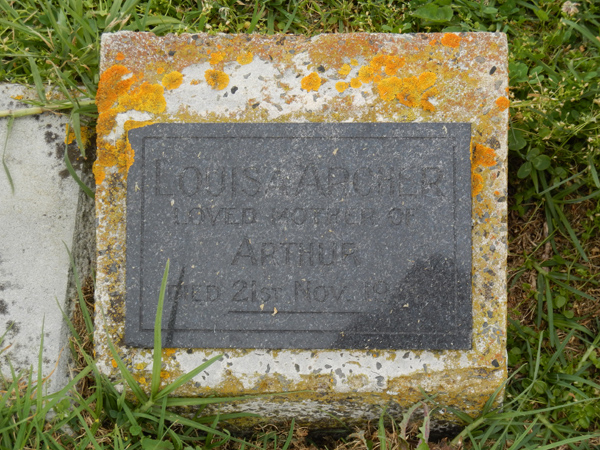 LOUISA ARCHER
LOVED MOTHER OF
ARTHUR
DIED 21ST NOV.